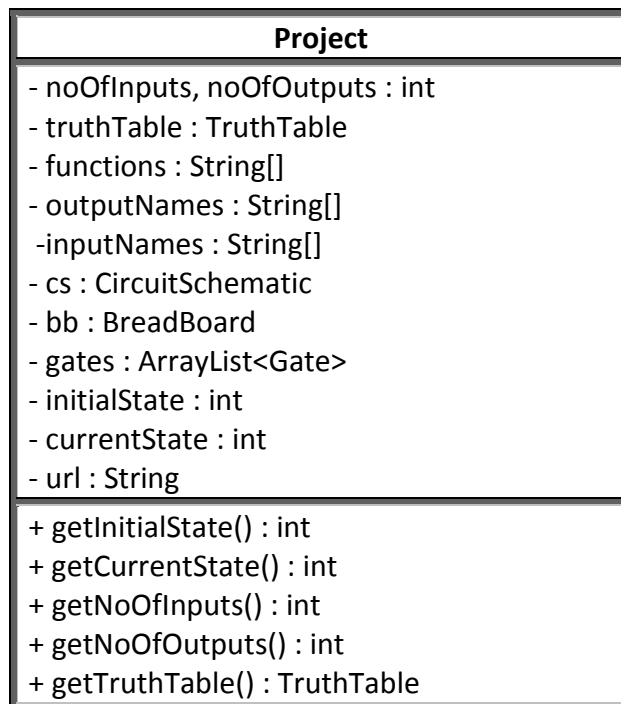 Project
- noOfInputs, noOfOutputs : int
- truthTable : TruthTable
- functions : String[]
- outputNames : String[]
-inputNames : String[]
- cs : CircuitSchematic
- bb : BreadBoard
- gates : ArrayList<Gate>
- initialState : int
- currentState : int
- url : String
+ getInitialState() : int
+ getCurrentState() : int
+ getNoOfInputs() : int
+ getNoOfOutputs() : int
+ getTruthTable() : TruthTable